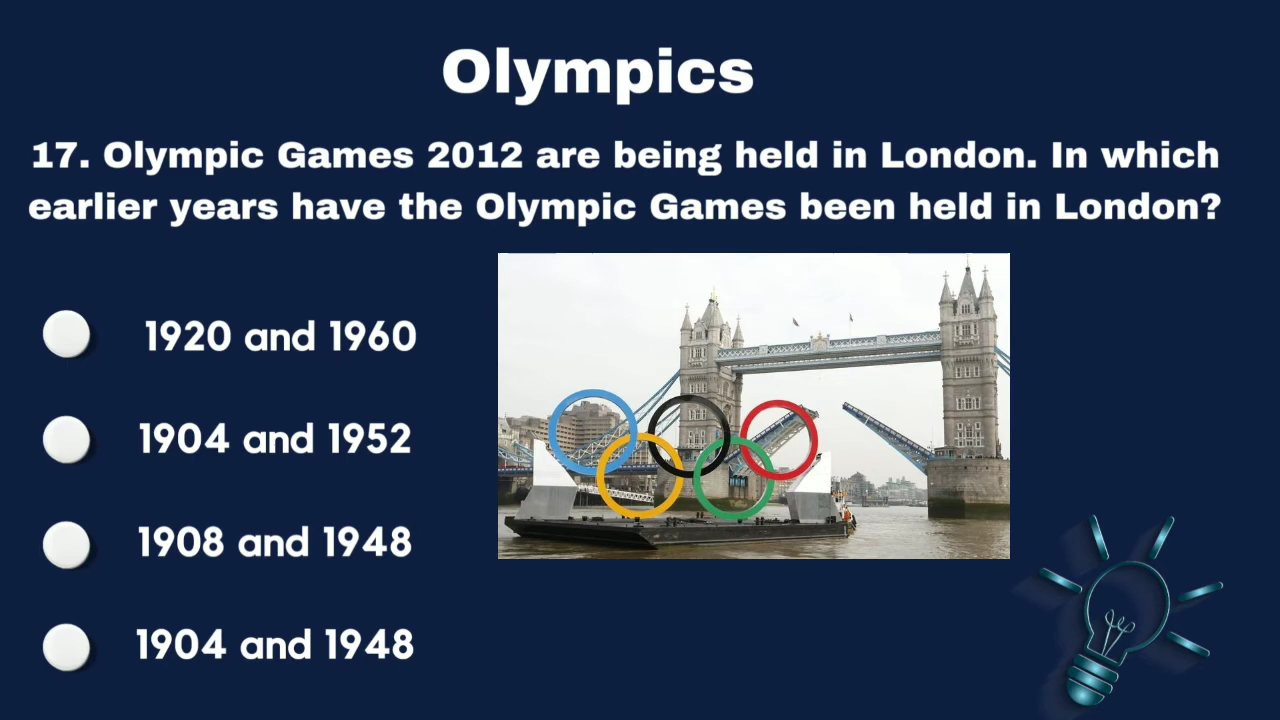 Olympics
17. Olympic Games 2012 are being held in London. In which
earlier years have the Olympic Games been held in London?
1920 and 1960
1904 and 1952
1908 and 1948
1904 and 1948